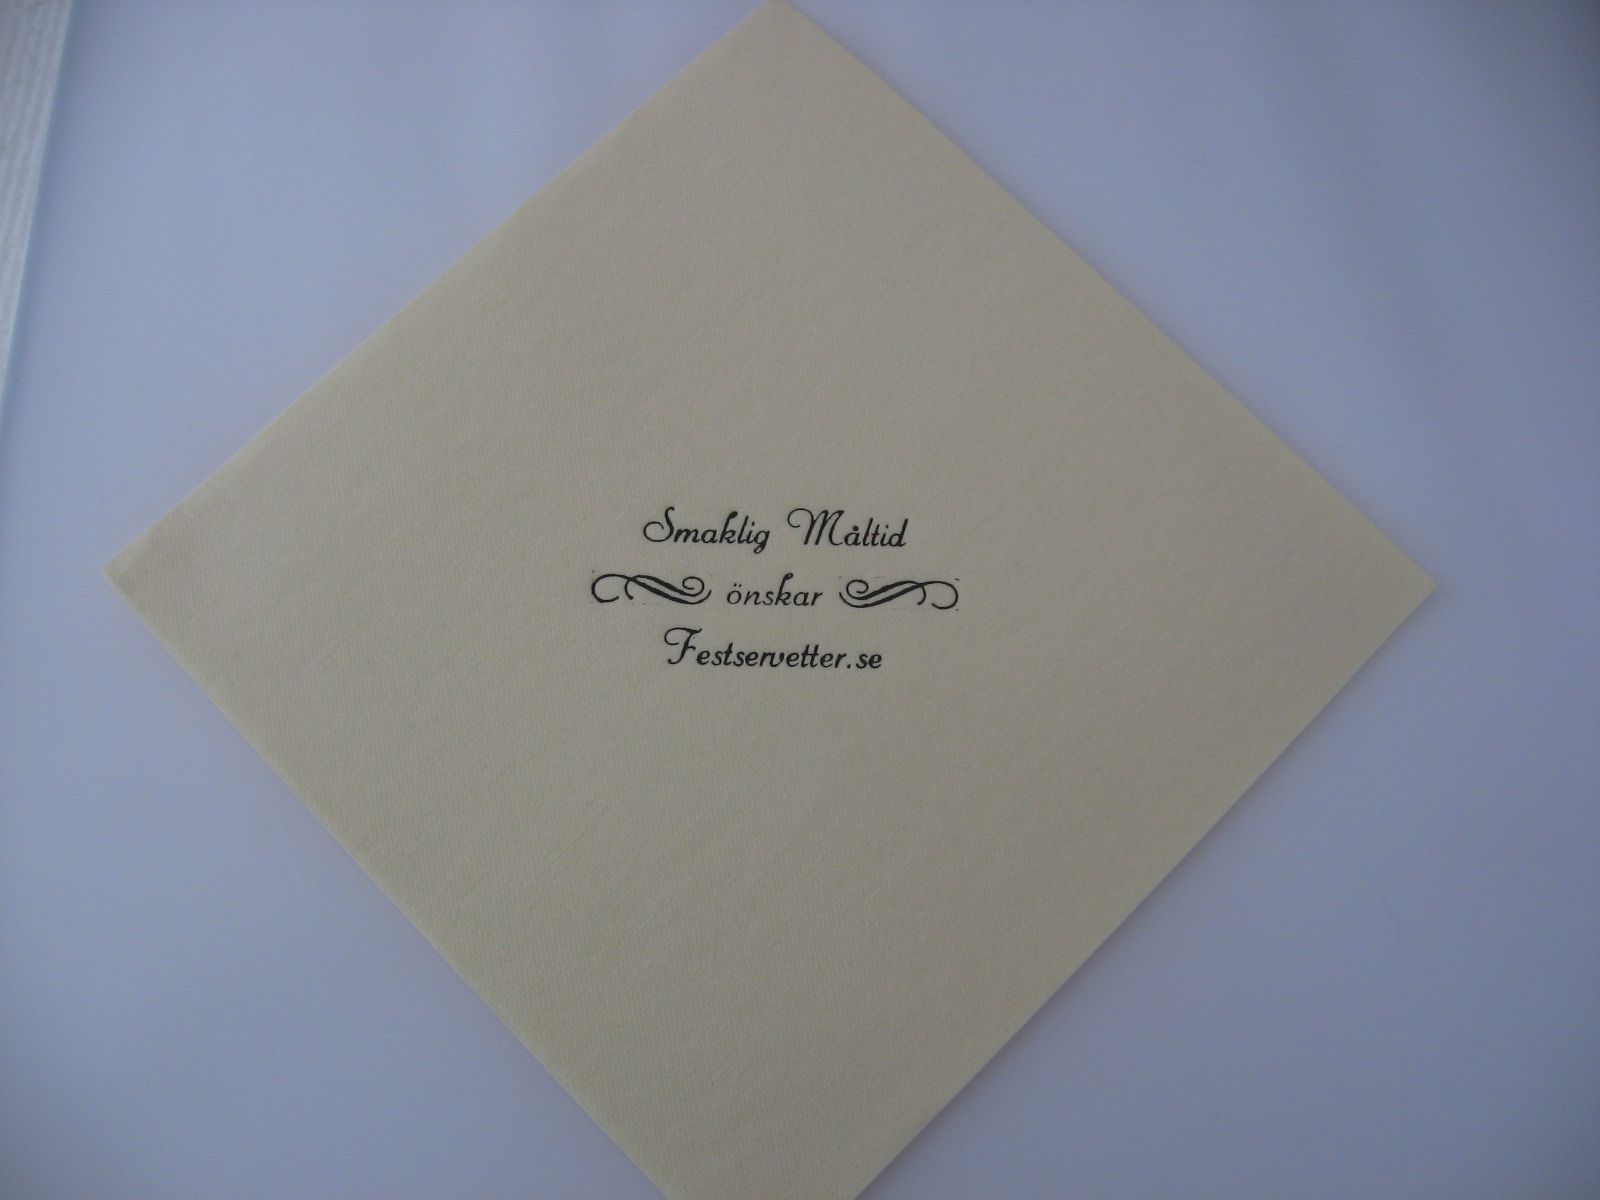 Smaklig Måltid
önskar
Festservetter.se